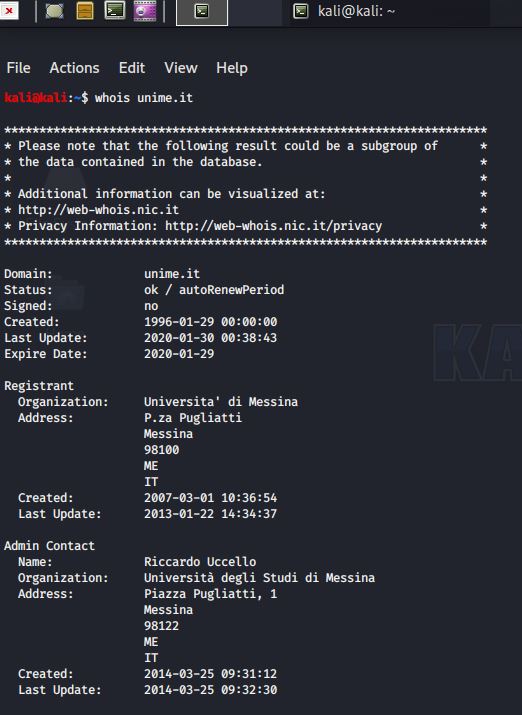 kali@kali: ~
File Actions Edit View Help
kali@kali:~$ whois unime.it
*********************************************************************
* Please note that the following result could be a subgroup of      *
* the data contained in the database.                               *
*                                                                   *
* Additional information can be visualized at:                      *
* http://web-whois.nic.it                                           *
* Privacy Information: http://web-whois.nic.it/privacy              *
*********************************************************************
Domain:             unime.it
Status:             ok / autoRenewPeriod
Signed:             no
Created:            1996-01-29 00:00:00
Last Update:        2020-01-30 00:38:43
Expire Date:        2020-01-29
Registrant
  Organization:     Universita' di Messina
  Address:          P.za Pugliatti
                    Messina
                    98100
                    ME
                    IT
  Created:          2007-03-01 10:36:54
  Last Update:      2013-01-22 14:34:37
Admin Contact
  Name:             Riccardo Uccello
  Organization:     Università degli Studi di Messina
  Address:          Piazza Pugliatti, 1
                    Messina
                    98122
                    ME
                    IT
  Created:          2014-03-25 09:31:12
  Last Update:      2014-03-25 09:32:30
KA